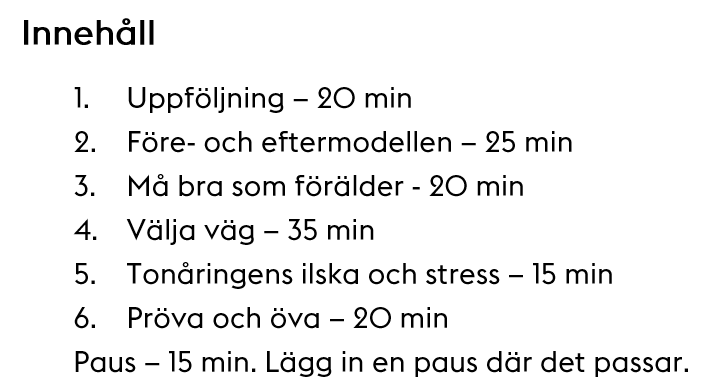 Innehåll
1. Uppföljning – 20 min
2. Före- och eftermodellen – 25 min
3. Må bra som förälder - 20 min
4. Välja väg – 35 min
5. Tonåringens ilska och stress – 15 min
6. Pröva och öva – 20 min
Paus – 15 min. Lägg in en paus där det passar.